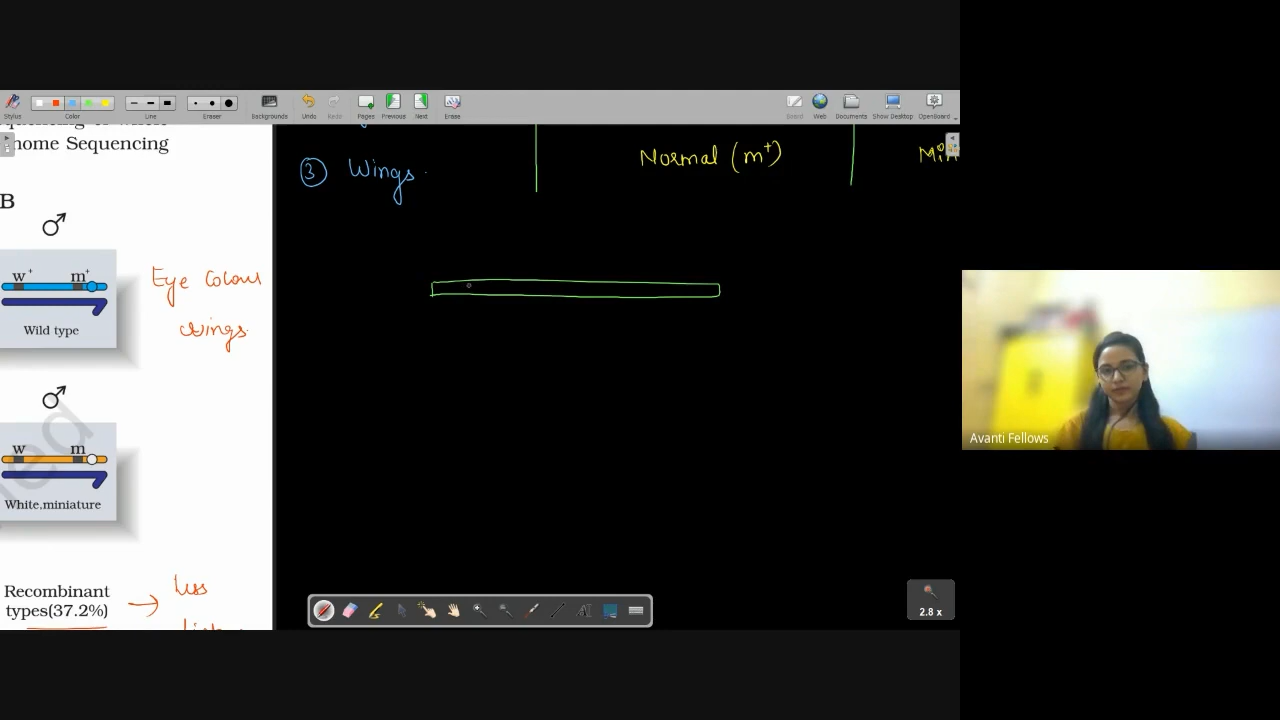 Stylus
Color
Line
Eraser
Backgrounds
Undo
Redo
Pages
Previous
Next
Erase
Board
Web
Documents
Show Desktop
OpenBoard
nome Sequencing
B
w+ m+
Wild type
Eye Colour
wings
w m
White,miniature
Recombinant
types(37.2%)
less
③ Wings.
Normal (m+)
2.8 x
Avanti Fellows